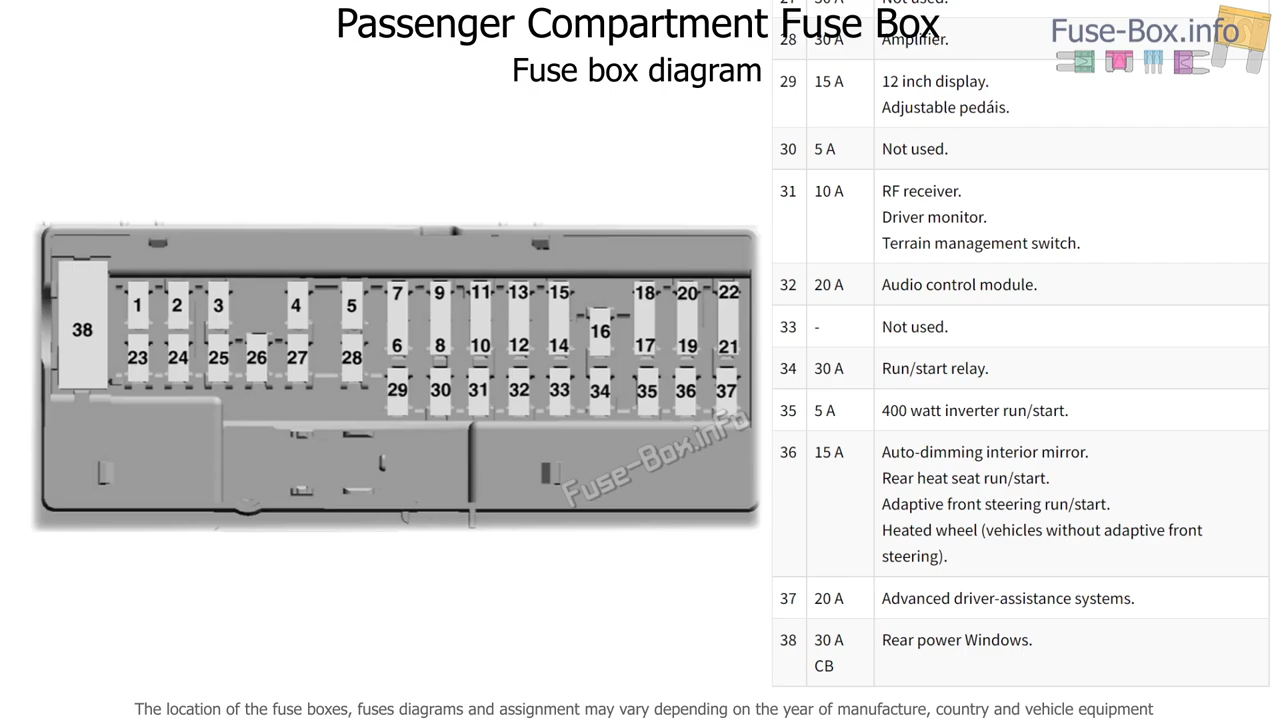 Passenger Compartment Fuse Box
Fuse box diagram
Fuse-Box.info
27 30 A Not used.
28 30 A Amplifier.
29 15 A 12 inch display.
Adjustable pedáis.
30 5 A Not used.
31 10 A RF receiver.
Driver monitor.
Terrain management switch.
32 20 A Audio control module.
33 - Not used.
34 30 A Run/start relay.
35 5 A 400 watt inverter run/start.
36 15 A Auto-dimming interior mirror.
Rear heat seat run/start.
Adaptive front steering run/start.
Heated wheel (vehicles without adaptive front
steering).
37 20 A Advanced driver-assistance systems.
38 30 A Rear power Windows.
CB
7 9 11 13 15 18 20 22
1 2 3 4 5
38 16
6 8 10 12 14 17 19 21
23 24 25 26 27 28
29 30 31 32 33 34 35 36 37
Fuse-Box.info
The location of the fuse boxes, fuses diagrams and assignment may vary depending on the year of manufacture, country and vehicle equipment